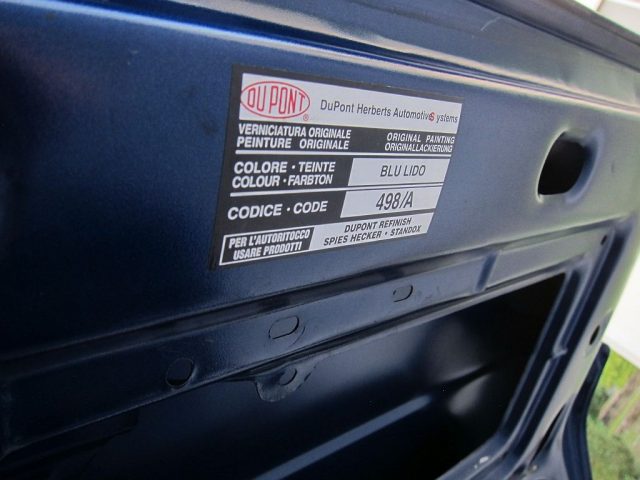 DU PONT ® DuPont Herberts Automotive Systems
VERNICIATURA ORIGINALE ORIGINAL PAINTING
PEINTURE ORIGINALE ORIGINALLACKIERUNG
COLORE · TEINTE
COLOUR · FARBTON
BLU LIDO
CODICE · CODE 498/A
PER L'AUTORITOCCO
USARE PRODOTTI
DUPONT REFINISH
SPIES HECKER · STANDOX